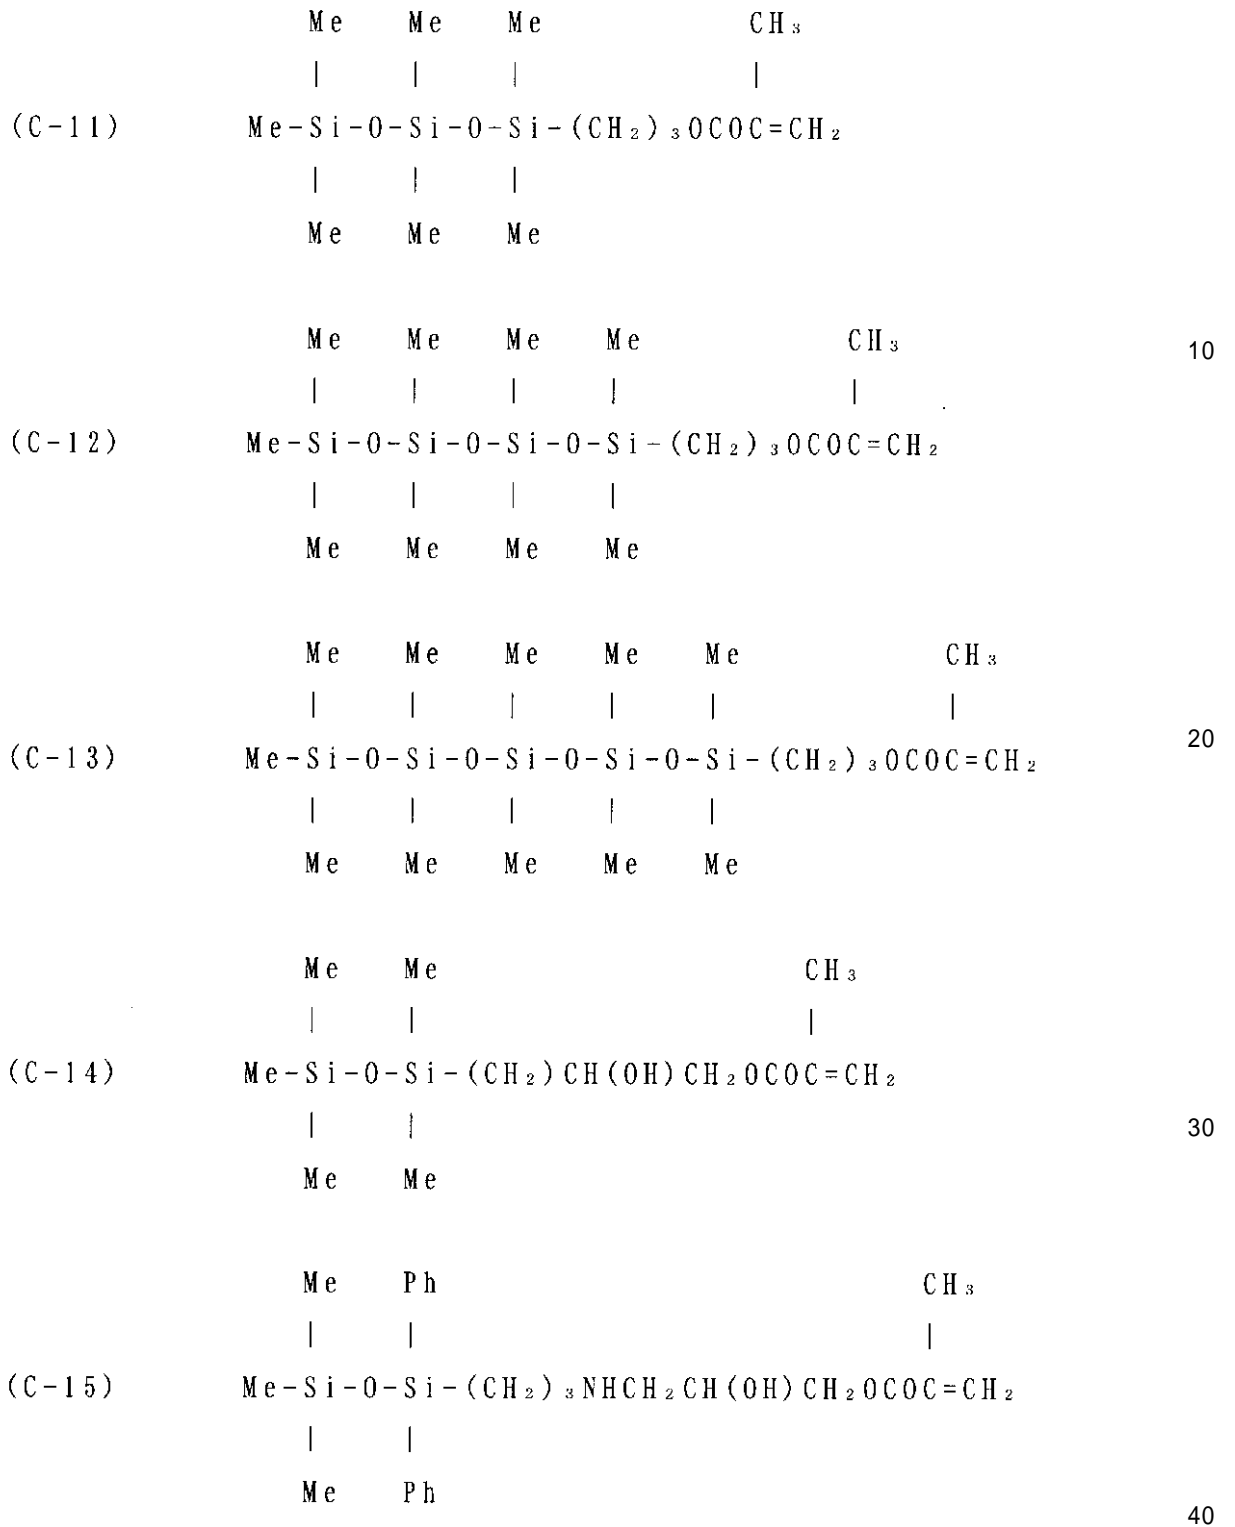 Me Me Me CH₃
| | | |
(C-11) Me-Si-O-Si-O-Si-(CH₂)₃OCOC=CH₂
| | |
Me Me Me
Me Me Me Me CH₃
10
| | | | |
(C-12) Me-Si-O-Si-O-Si-O-Si-(CH₂)₃OCOC=CH₂
| | | |
Me Me Me Me
Me Me Me Me Me CH₃
| | | | | |
20
(C-13) Me-Si-O-Si-O-Si-O-Si-O-Si-(CH₂)₃OCOC=CH₂
| | | | |
Me Me Me Me Me
Me Me CH₃
| | |
(C-14) Me-Si-O-Si-(CH₂)CH(OH)CH₂OCOC=CH₂
| |
30
Me Me
Me Ph CH₃
| | |
(C-15) Me-Si-O-Si-(CH₂)₃NHCH₂CH(OH)CH₂OCOC=CH₂
| |
Me Ph
40